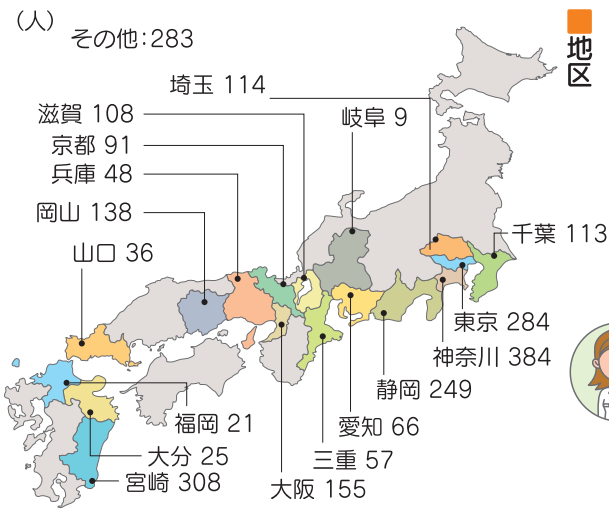 (人)
その他:283
■地区
埼玉 114
滋賀 108
岐阜 9
京都 91
兵庫 48
岡山 138
山口 36
千葉 113
東京 284
神奈川 384
静岡 249
愛知 66
三重 57
大阪 155
福岡 21
大分 25
宮崎 308